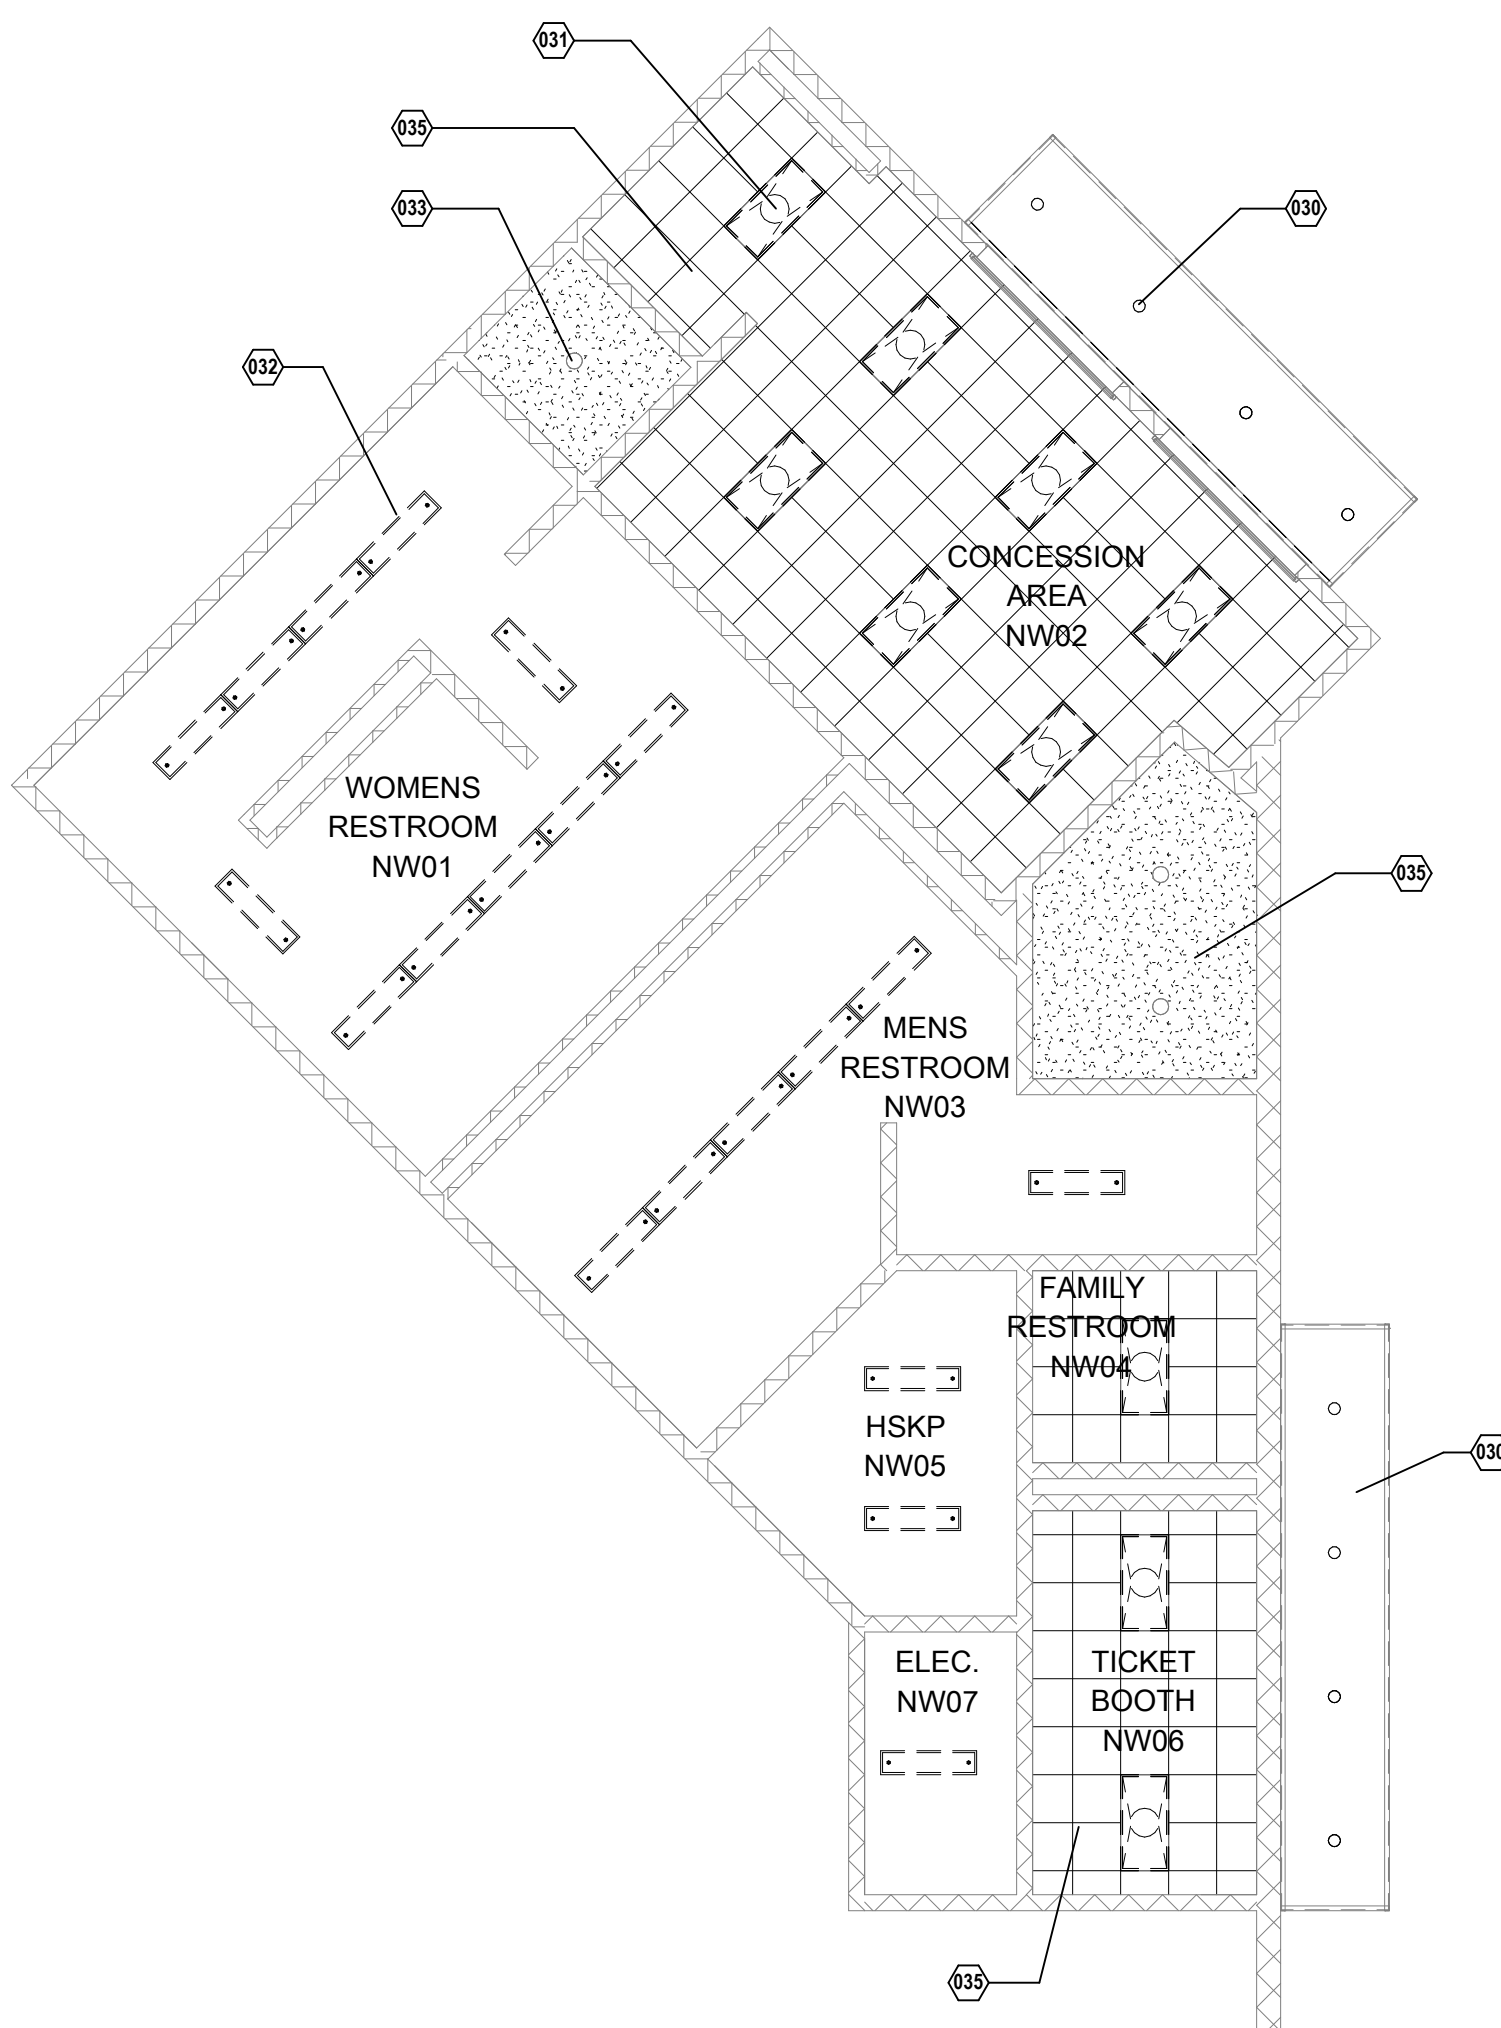 031
035
033
030
032
CONCESSION
AREA
NW02
WOMENS
RESTROOM
NW01
035
MENS
RESTROOM
NW03
FAMILY
RESTROOM
NW04
HSKP
NW05
030
ELEC.
NW07
TICKET
BOOTH
NW06
035